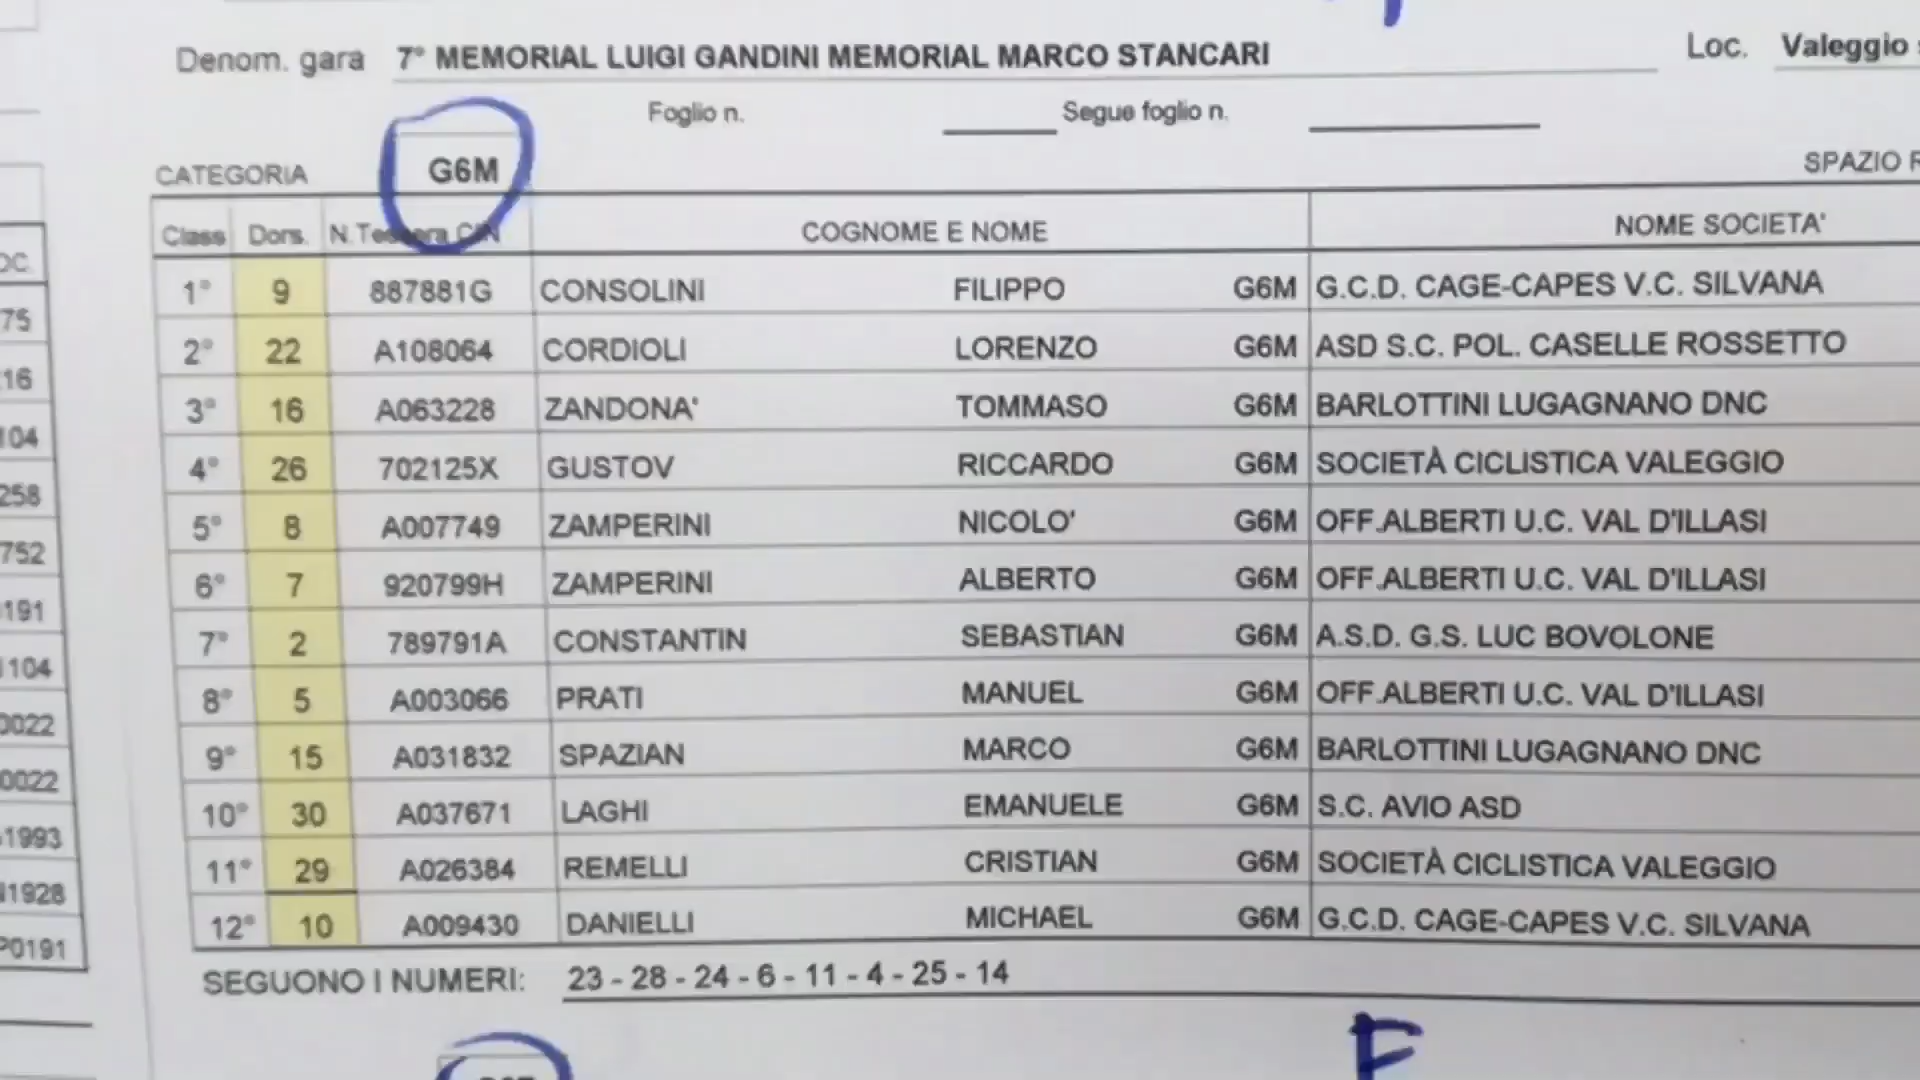 Denom. gara 7° MEMORIAL LUIGI GANDINI MEMORIAL MARCO STANCARI Loc. Valeggio
Foglio n. Segue foglio n.
CATEGORIA G6M SPAZIO
Class Dors. N.Tessera CIN COGNOME E NOME NOME SOCIETA'
1° 9 887881G CONSOLINI FILIPPO G6M G.C.D. CAGE-CAPES V.C. SILVANA
2° 22 A108064 CORDIOLI LORENZO G6M ASD S.C. POL. CASELLE ROSSETTO
3° 16 A063228 ZANDONA' TOMMASO G6M BARLOTTINI LUGAGNANO DNC
4° 26 702125X GUSTOV RICCARDO G6M SOCIETÀ CICLISTICA VALEGGIO
5° 8 A007749 ZAMPERINI NICOLO' G6M OFF.ALBERTI U.C. VAL D'ILLASI
6° 7 920799H ZAMPERINI ALBERTO G6M OFF.ALBERTI U.C. VAL D'ILLASI
7° 2 789791A CONSTANTIN SEBASTIAN G6M A.S.D. G.S. LUC BOVOLONE
8° 5 A003066 PRATI MANUEL G6M OFF.ALBERTI U.C. VAL D'ILLASI
9° 15 A031832 SPAZIAN MARCO G6M BARLOTTINI LUGAGNANO DNC
10° 30 A037671 LAGHI EMANUELE G6M S.C. AVIO ASD
11° 29 A026384 REMELLI CRISTIAN G6M SOCIETÀ CICLISTICA VALEGGIO
12° 10 A009430 DANIELLI MICHAEL G6M G.C.D. CAGE-CAPES V.C. SILVANA
SEGUONO I NUMERI: 23 - 28 - 24 - 6 - 11 - 4 - 25 - 14
F